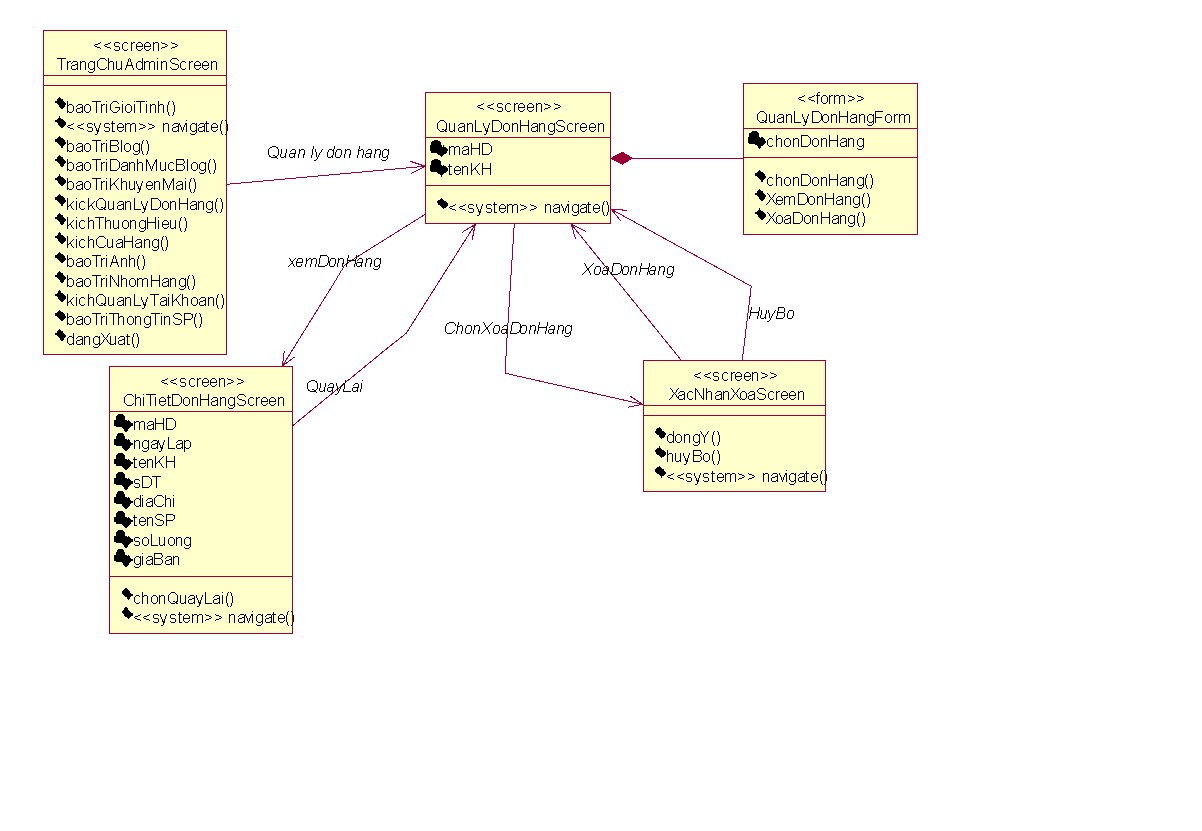 <<screen>>
TrangChuAdminScreen
baoTriGioiTinh()
<<system>> navigate()
baoTriBlog()
baoTriDanhMucBlog()
baoTriKhuyenMai()
kickQuanLyDonHang()
kichThuongHieu()
kichCuaHang()
baoTriAnh()
baoTriNhomHang()
kichQuanLyTaiKhoan()
baoTriThongTinSP()
dangXuat()
Quan ly don hang
<<screen>>
QuanLyDonHangScreen
maHD
tenKH
<<system>> navigate()
<<form>>
QuanLyDonHangForm
chonDonHang
chonDonHang()
XemDonHang()
XoaDonHang()
xemDonHang
QuayLai
ChonXoaDonHang
XoaDonHang
HuyBo
<<screen>>
ChiTietDonHangScreen
maHD
ngayLap
tenKH
sDT
diaChi
tenSP
soLuong
giaBan
chonQuayLai()
<<system>> navigate()
<<screen>>
XacNhanXoaScreen
dongY()
huyBo()
<<system>> navigate()